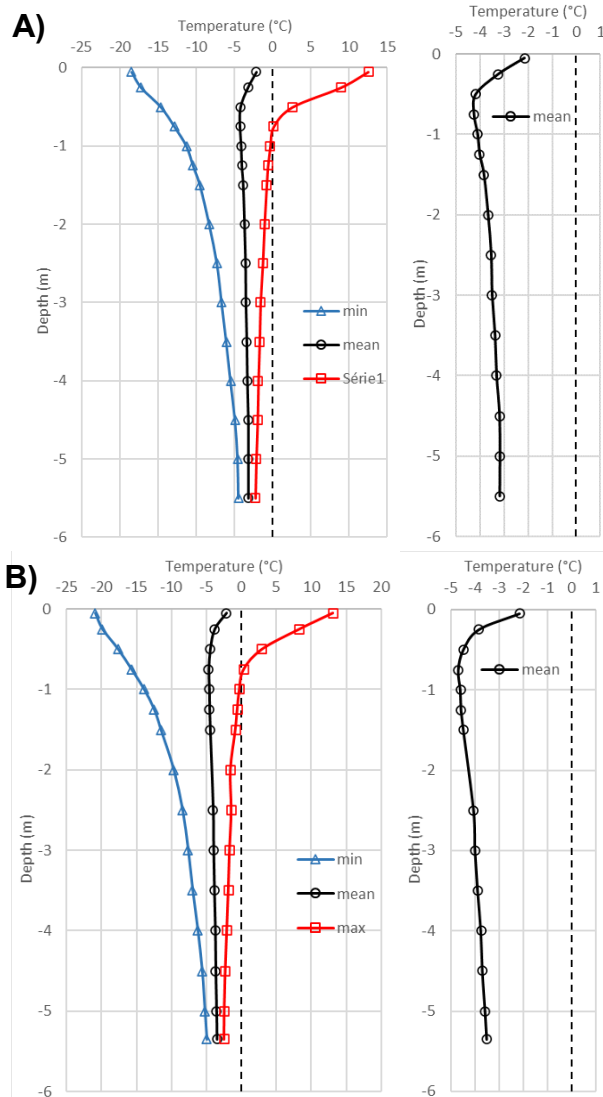 A)
Temperature (°C)
-25 -20 -15 -10 -5 0 5 10 15
0
-1
-2
-3
-4
-5
-6
Depth (m)
min
mean
Série1
Temperature (°C)
-5 -4 -3 -2 -1 0 1
0
-1
-2
-3
-4
-5
-6
Depth (m)
mean
B)
Temperature (°C)
-25 -20 -15 -10 -5 0 5 10 15 20
0
-1
-2
-3
-4
-5
-6
Depth (m)
min
mean
max
Temperature (°C)
-5 -4 -3 -2 -1 0 1
0
-1
-2
-3
-4
-5
-6
Depth (m)
mean